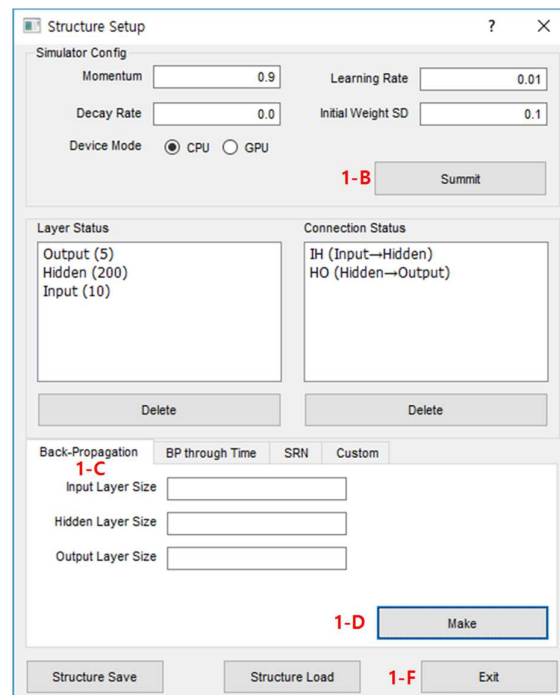 Structure Setup
? X
Simulator Config
Momentum 0.9 Learning Rate 0.01
Decay Rate 0.0 Initial Weight SD 0.1
Device Mode CPU GPU
1-B Summit
Layer Status
Output (5)
Hidden (200)
Input (10)
Delete
Connection Status
IH (Input→Hidden)
HO (Hidden→Output)
Delete
Back-Propagation BP through Time SRN Custom
1-C
Input Layer Size
Hidden Layer Size
Output Layer Size
1-D Make
Structure Save Structure Load 1-F Exit